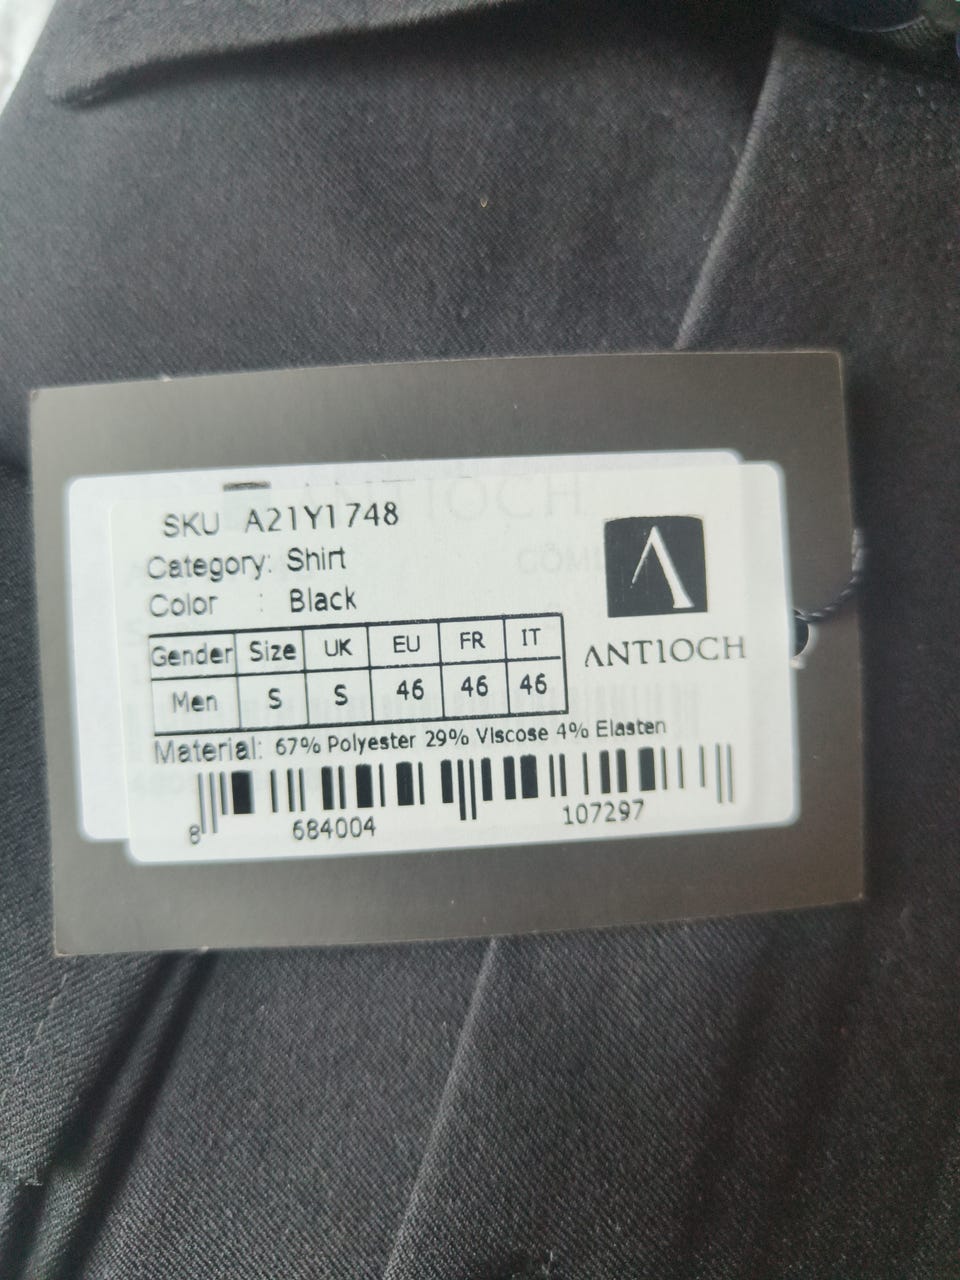 SKU A21Y1748
Category: Shirt
Color : Black
Gender Size UK EU FR IT
Men S S 46 46 46
Material: 67% Polyester 29% Viscose 4% Elasten
8 684004 107297
ANTIOCH